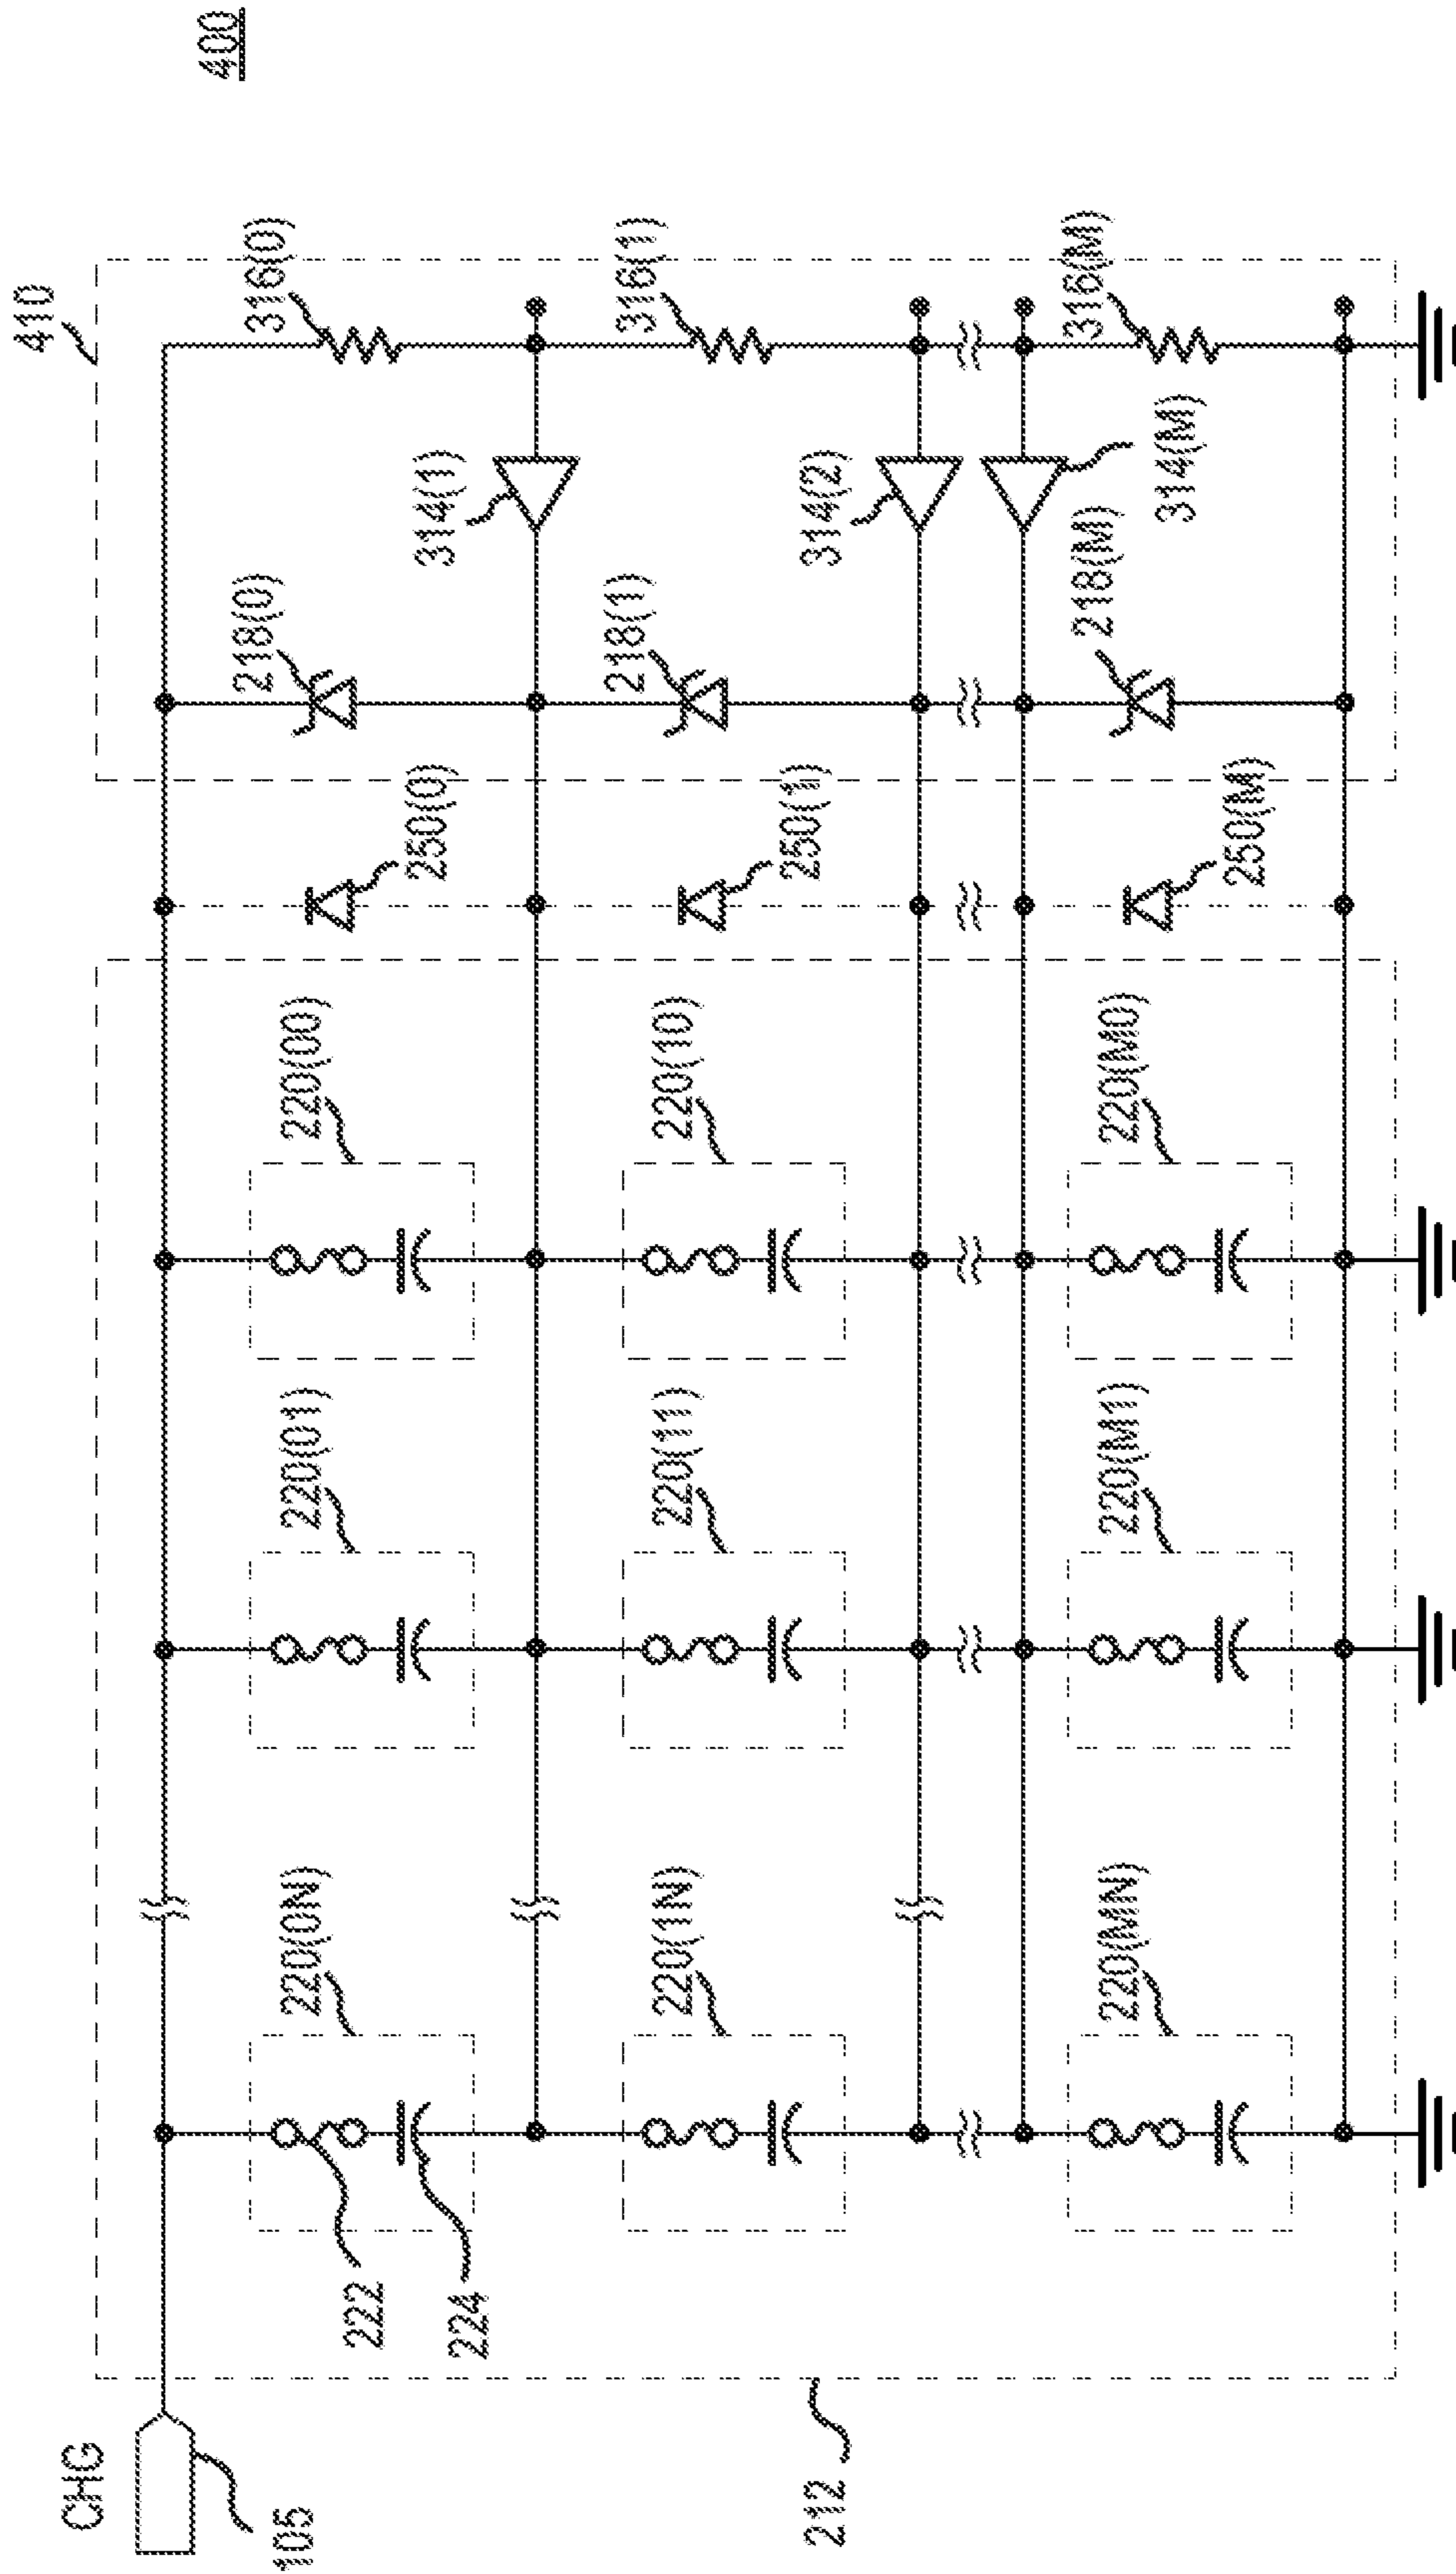 400
410
CHG
105
212
220(0N)
220(01)
220(00)
250(0)
218(0)
316(0)
222
224
314(1)
220(1N)
220(11)
220(10)
250(1)
218(1)
316(1)
314(2)
220(MN)
220(M1)
220(M0)
250(M)
218(M)
314(M)
316(M)